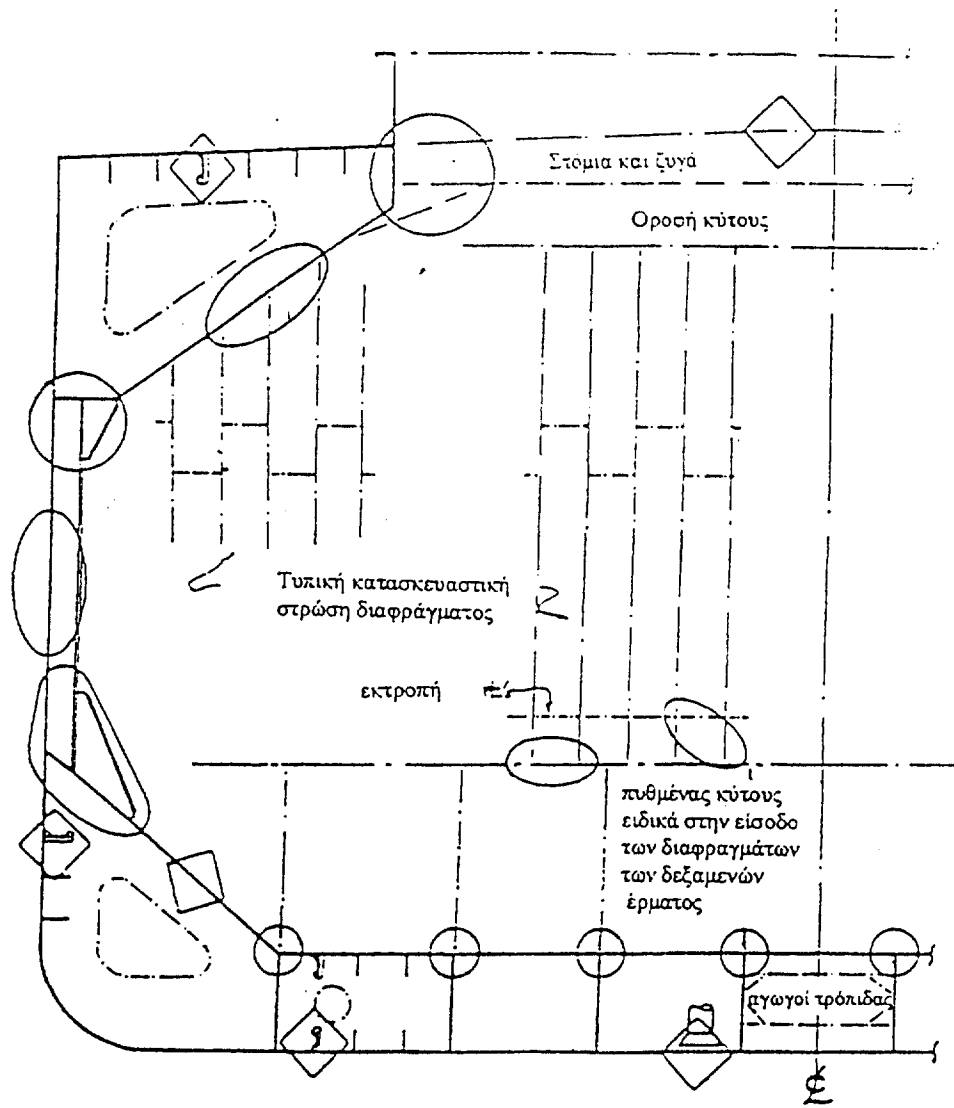 Στόμια και ζυγά
Οροφή κύτους
Τυπική κατασκευαστική
στρώση διαφράγματος
εκτροπή
πυθμένας κύτους
ειδικά στην είσοδο
των διαφραγμάτων
των δεξαμενών
έρματος
αγωγοί τρόπιδας